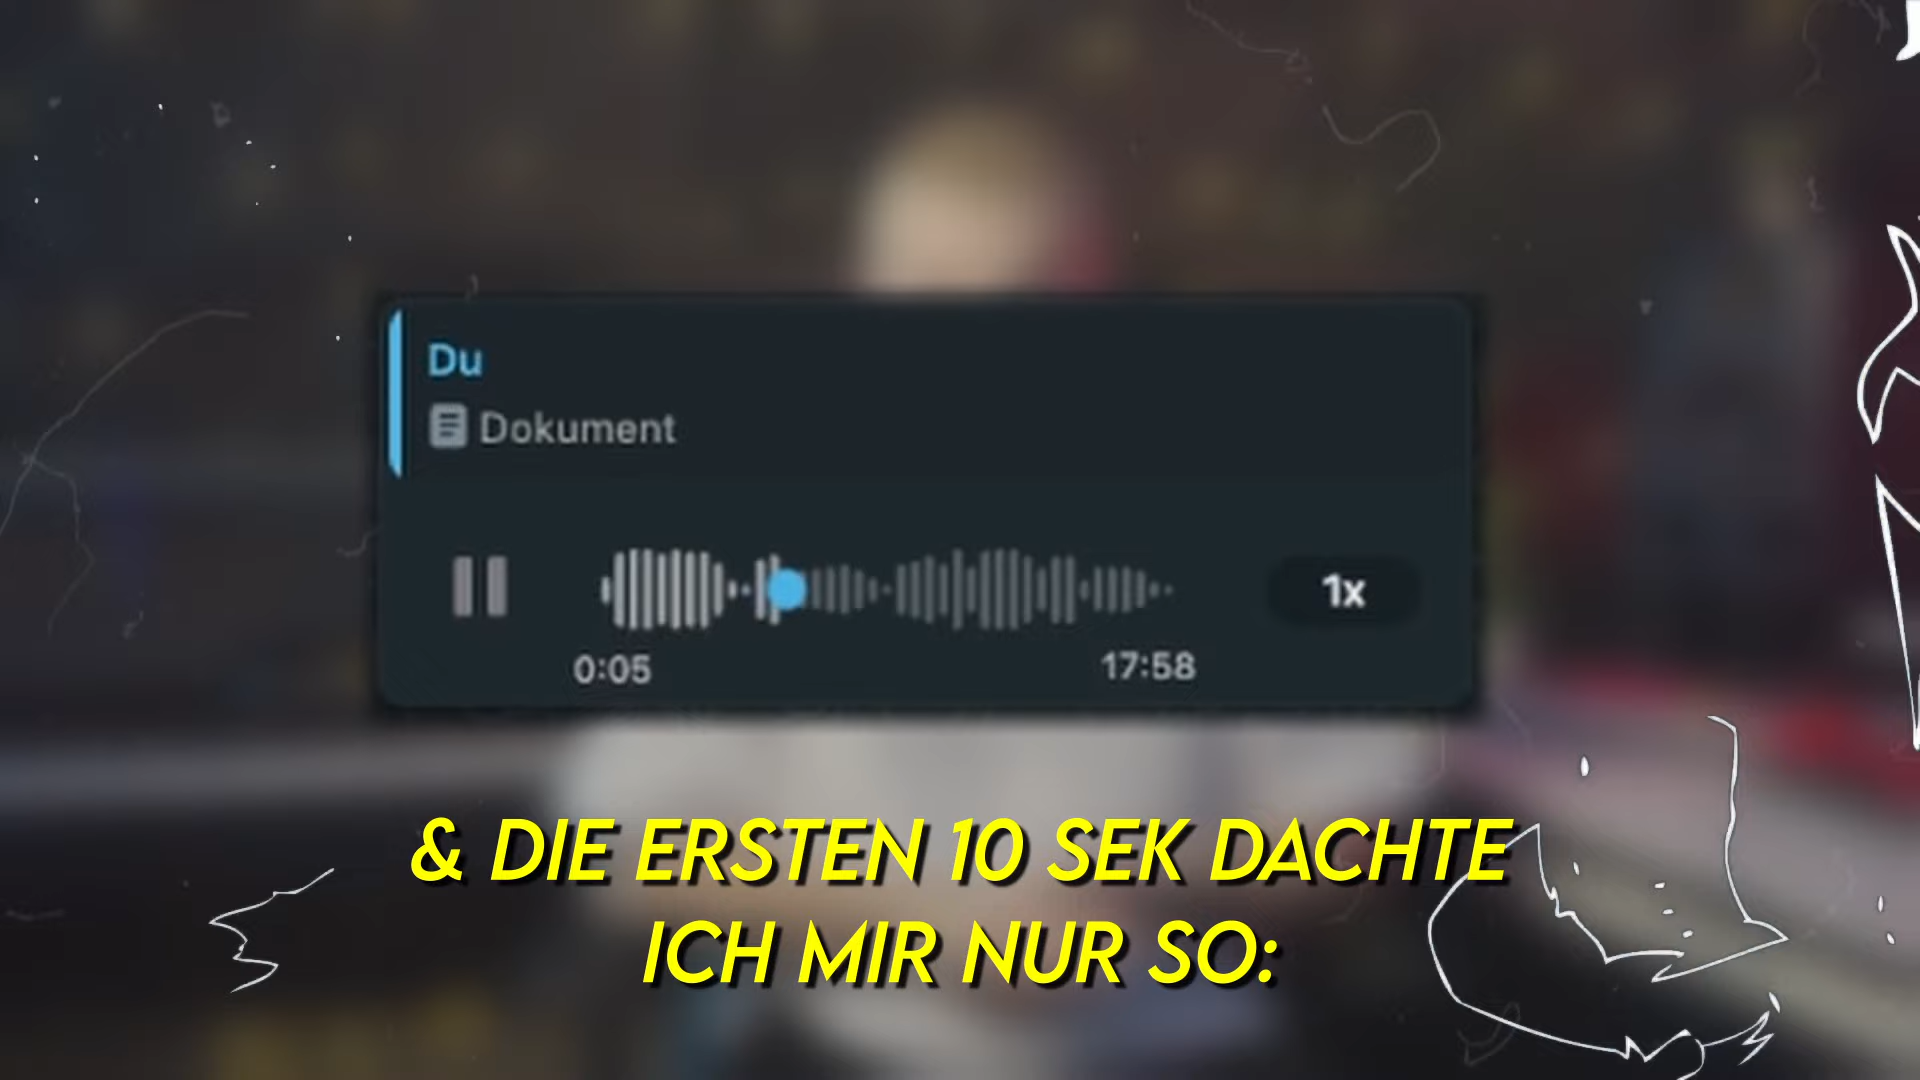 Du
Dokument
1x
0:05 17:58
& DIE ERSTEN 10 SEK DACHTE
ICH MIR NUR SO: